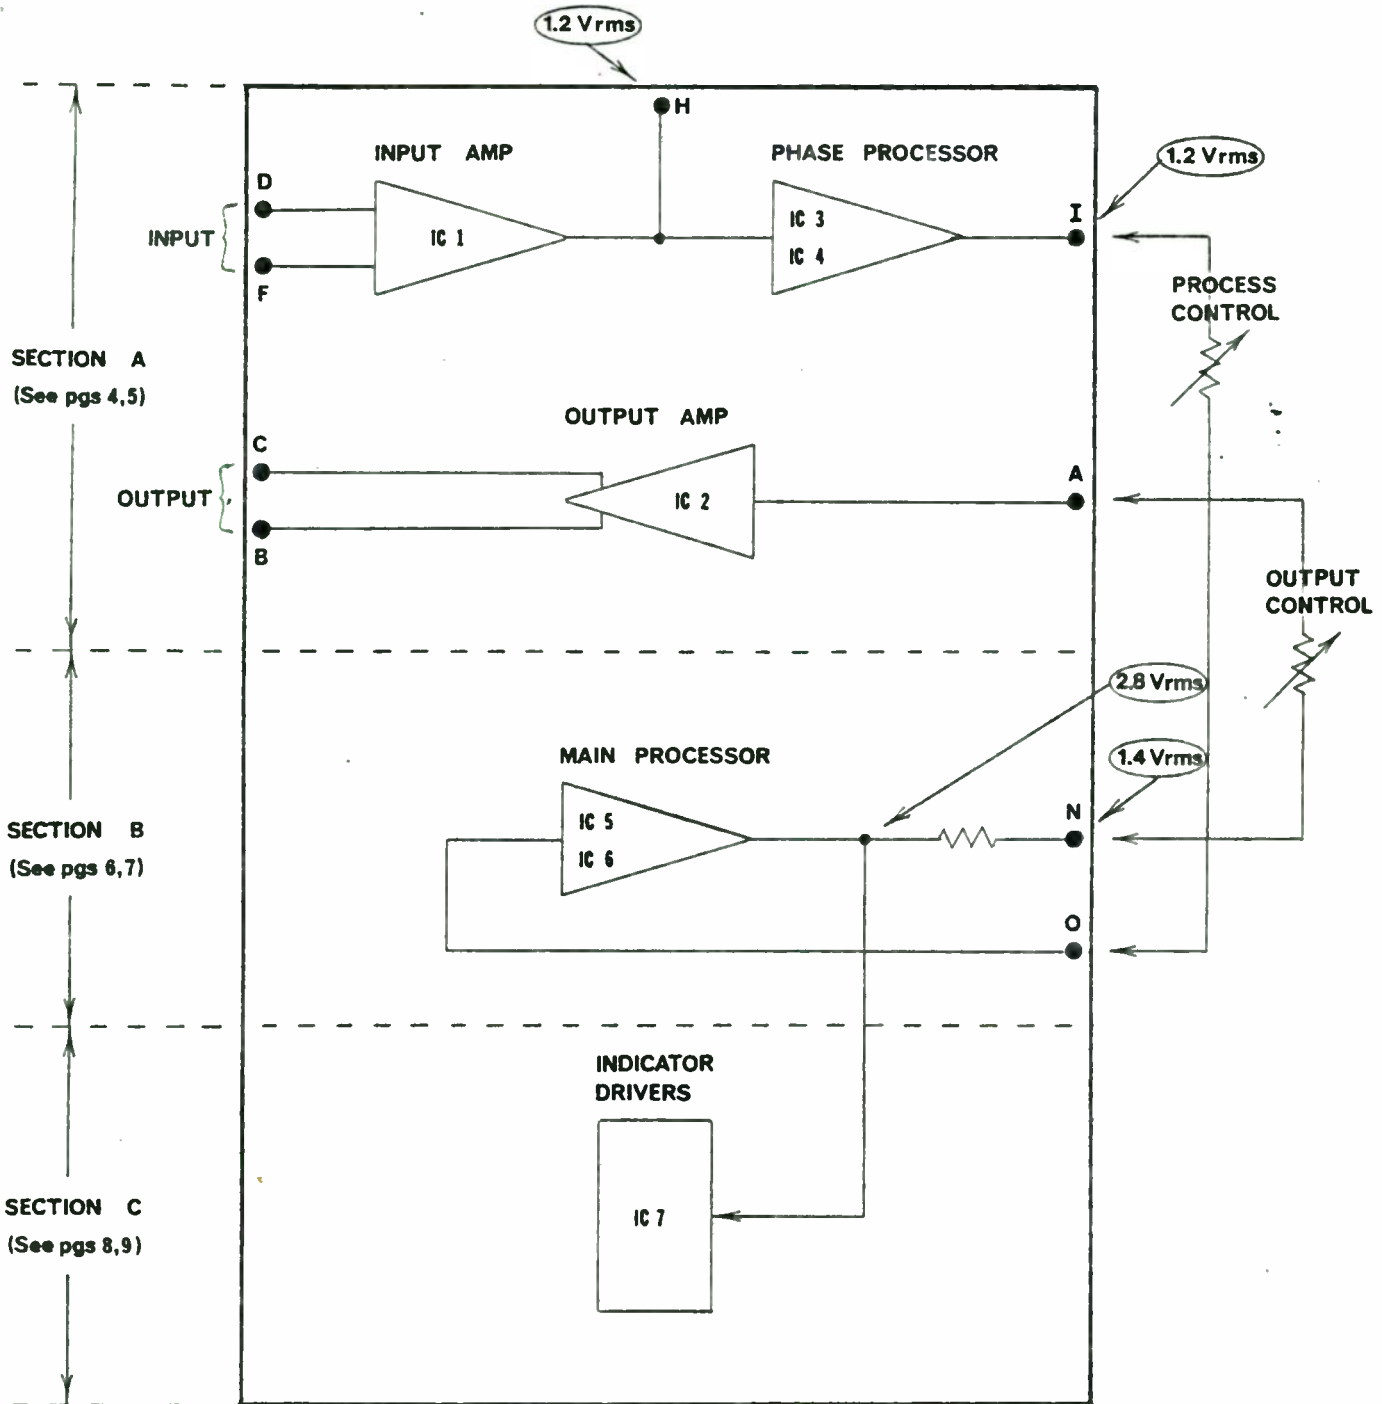 1.2 Vrms
H
INPUT AMP
PHASE PROCESSOR
1.2 Vrms
D
I
INPUT
IC 1
IC 3
IC 4
F
PROCESS
CONTROL
SECTION A
(See pgs 4,5)
OUTPUT AMP
C
A
OUTPUT
IC 2
B
OUTPUT
CONTROL
2.8 Vrms
MAIN PROCESSOR
1.4 Vrms
N
SECTION B
(See pgs 6,7)
IC 5
IC 6
O
INDICATOR
DRIVERS
SECTION C
(See pgs 8,9)
IC 7